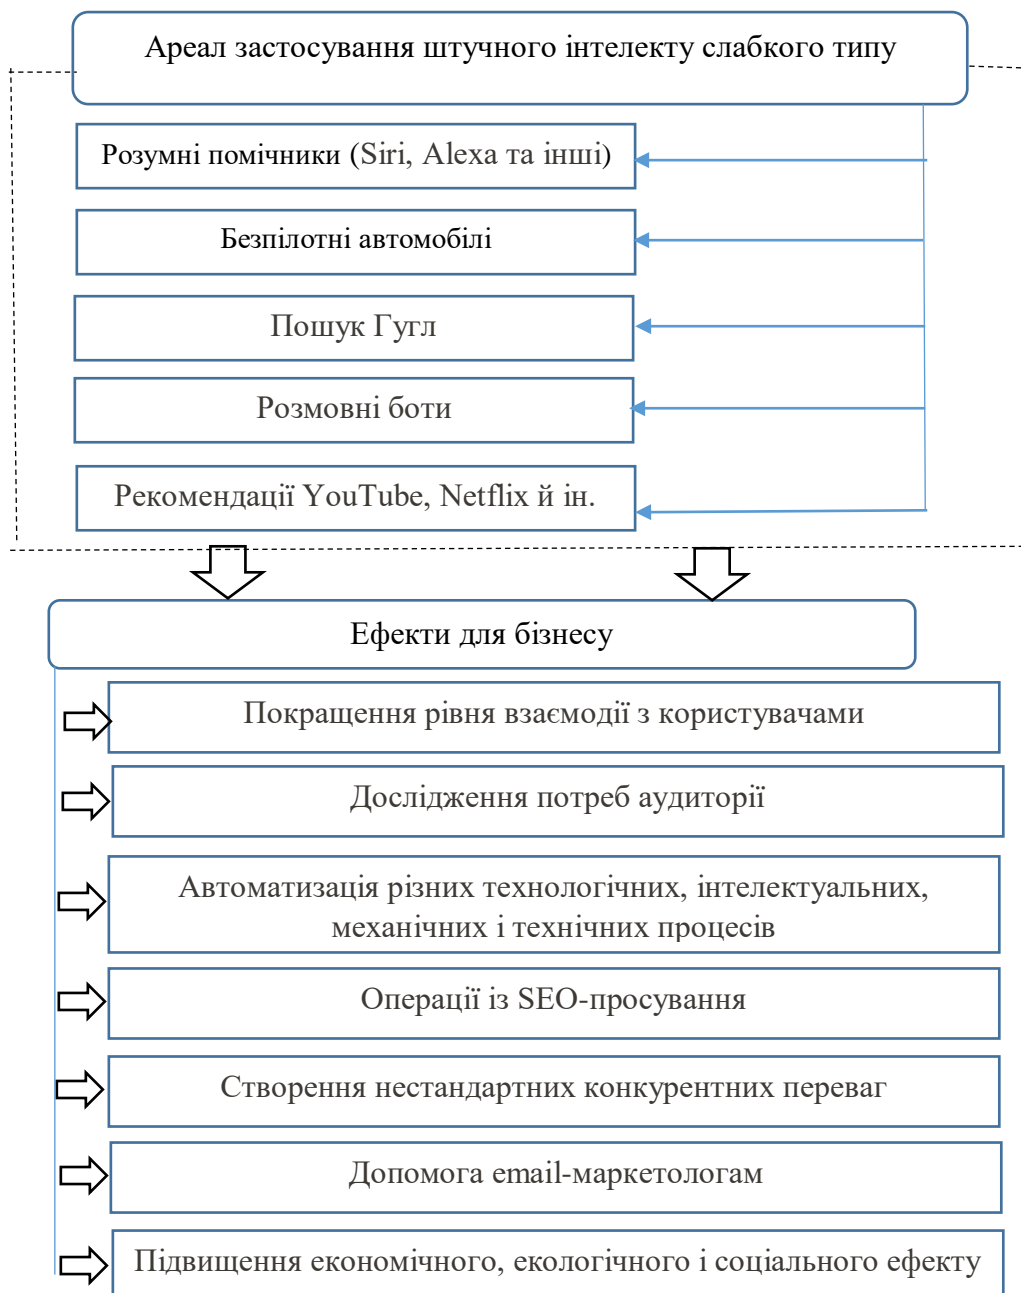 Ареал застосування штучного інтелекту слабкого типу
Розумні помічники (Siri, Alexa та інші)
Безпілотні автомобілі
Пошук Гугл
Розмовні боти
Рекомендації YouTube, Netflix й ін.
Ефекти для бізнесу
Покращення рівня взаємодії з користувачами
Дослідження потреб аудиторії
Автоматизація різних технологічних, інтелектуальних,
механічних і технічних процесів
Операції із SEO-просування
Створення нестандартних конкурентних переваг
Допомога email-маркетологам
Підвищення економічного, екологічного і соціального ефекту